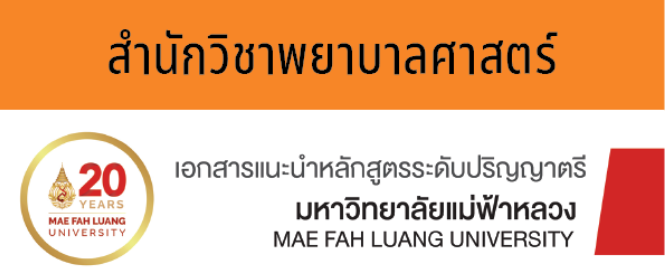 สำนักวิชาพยาบาลศาสตร์
20
YEARS
MAE FAH LUANG
UNIVERSITY
เอกสารแนะนำหลักสูตรระดับปริญญาตรี
มหาวิทยาลัยแม่ฟ้าหลวง
MAE FAH LUANG UNIVERSITY